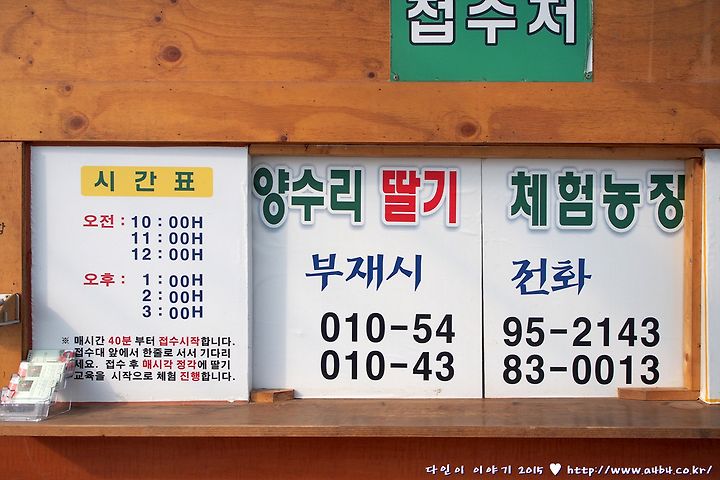 접수처
시간표
오전 : 10 : 00H
11 : 00H
12 : 00H
오후 : 1 : 00H
2 : 00H
3 : 00H
※ 매시간 40분 부터 접수시작합니다.
접수대 앞에서 한줄로 서서 기다리
세요. 접수 후 매시각 정각에 딸기
교육을 시작으로 체험 진행합니다.
양수리 딸기 체험농장
부재시 전화
010-5495-2143
010-4383-0013
다인이 이야기 2015 ♥ http://www.aubu.co.kr/